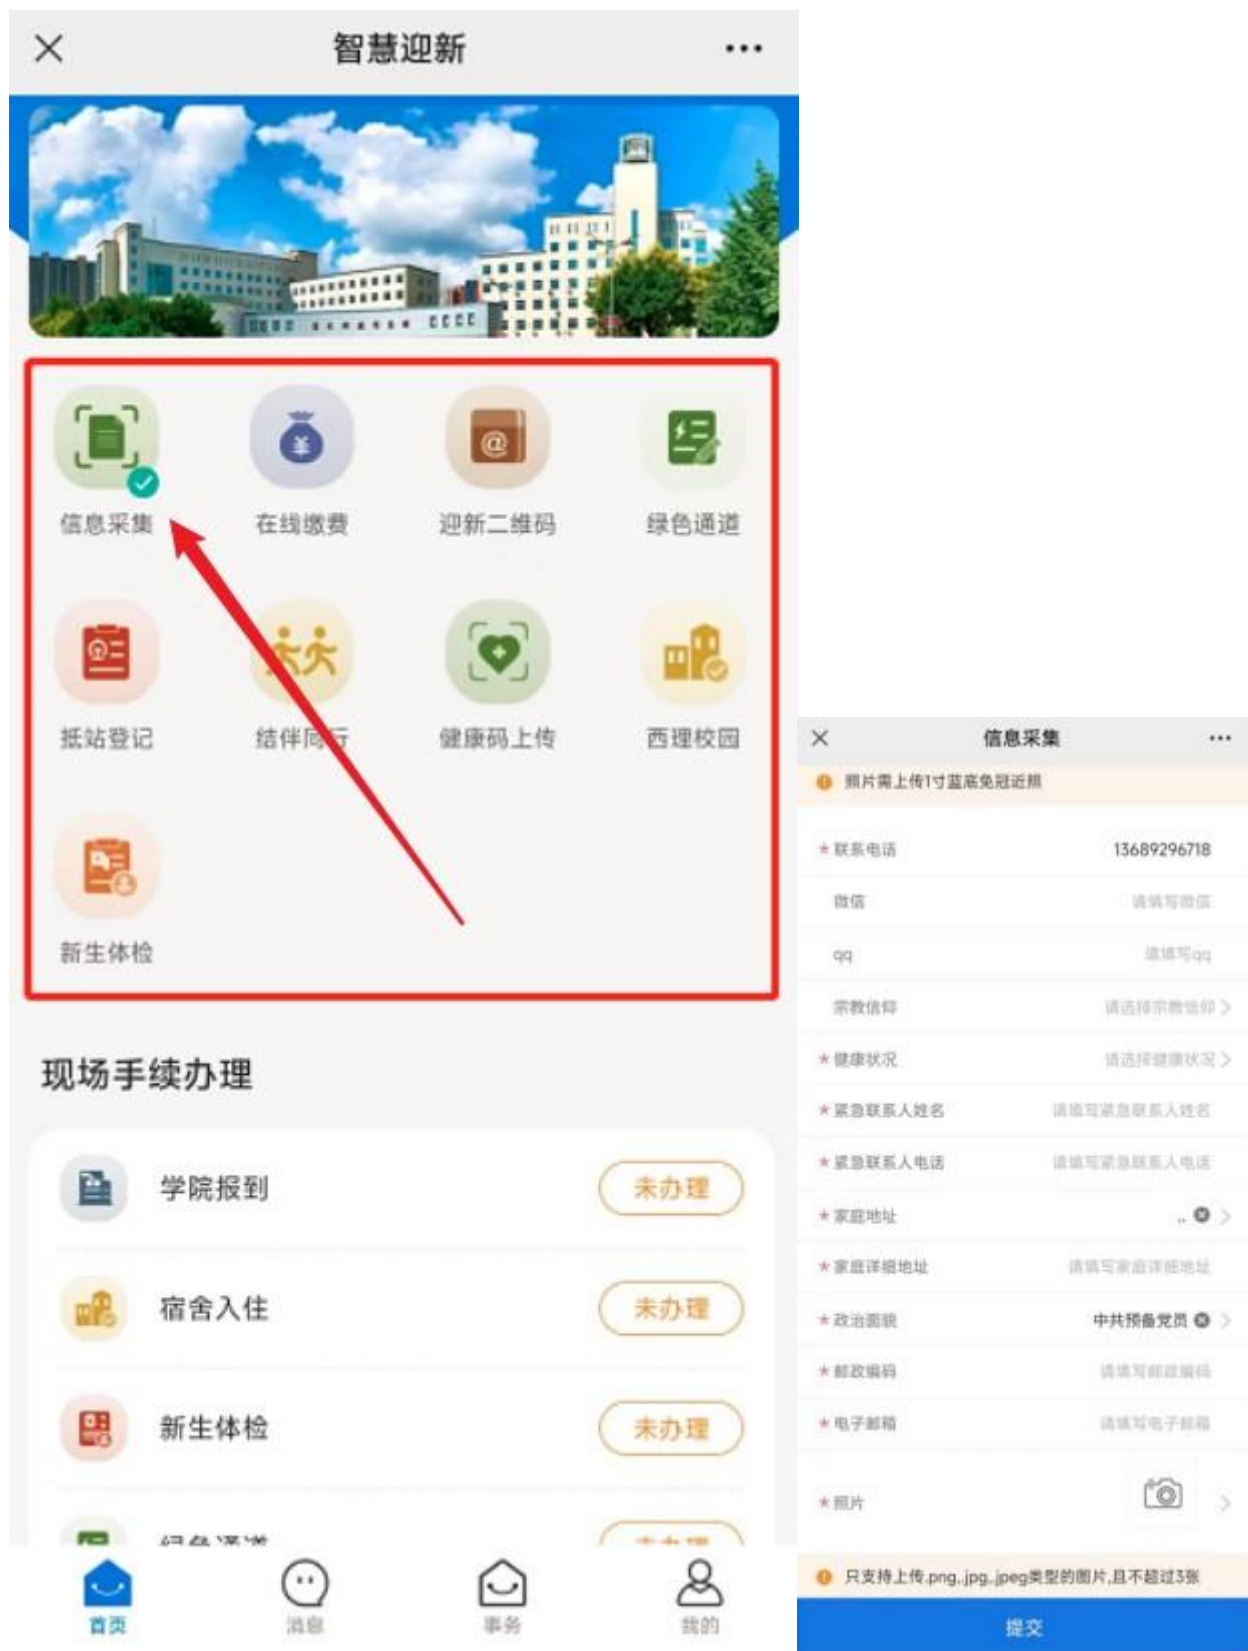 智慧迎新
信息采集
在线缴费
迎新二维码
绿色通道
抵站登记
结伴同行
健康码上传
西理校园
新生体检
现场手续办理
学院报到
未办理
宿舍入住
未办理
新生体检
未办理
绿色通道
未办理
首页
消息
事务
我的
信息采集
照片需上传1寸蓝底免冠近照
*联系电话 13689296718
微信 请填写微信
qq 请填写qq
宗教信仰 请选择宗教信仰
*健康状况 请选择健康状况
*紧急联系人姓名 请填写紧急联系人姓名
*紧急联系人电话 请填写紧急联系人电话
*家庭地址 ..
*家庭详细地址 请填写家庭详细地址
*政治面貌 中共预备党员
*邮政编码 请填写邮政编码
*电子邮箱 请填写电子邮箱
*照片
只支持上传.png,.jpg,.jpeg类型的图片,且不超过3张
提交